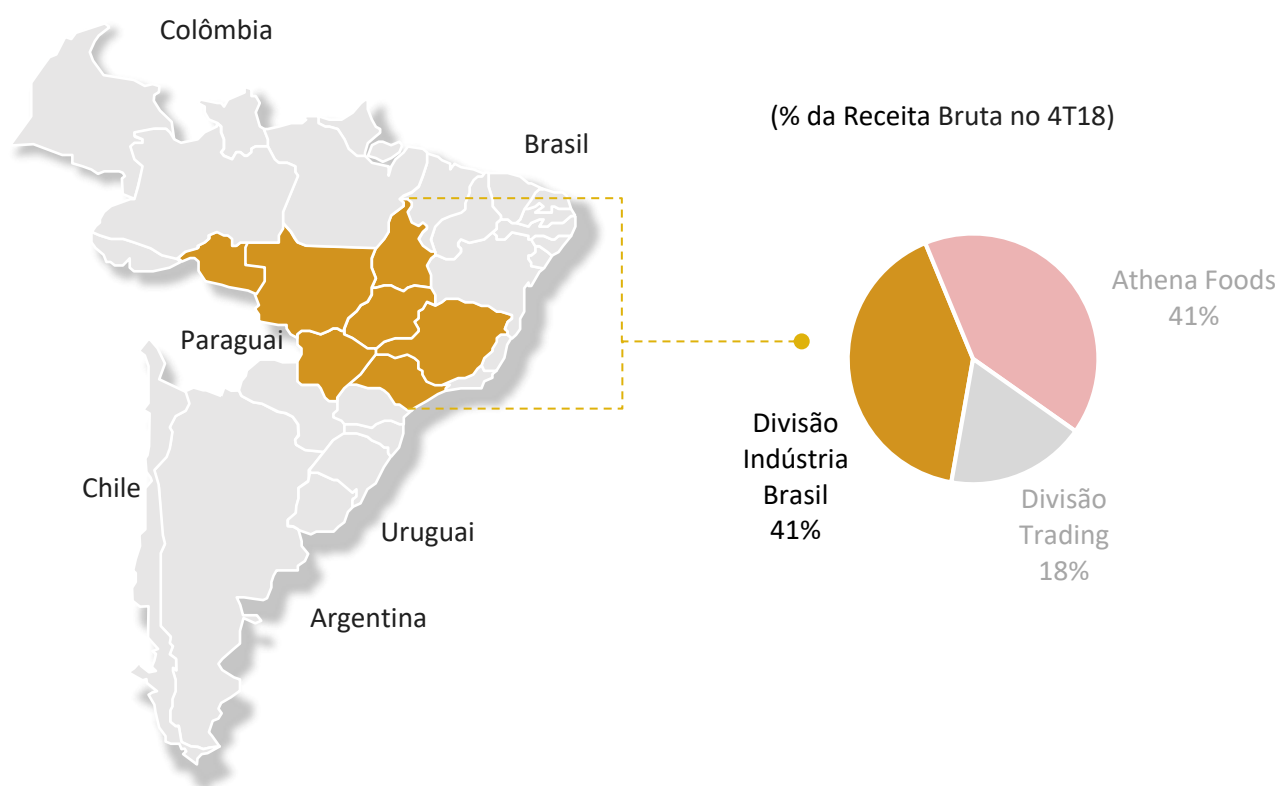 Colômbia
(% da Receita Bruta no 4T18)
Brasil
Athena Foods
41%
Paraguai
Divisão
Indústria
Brasil
41%
Chile
Divisão
Trading
18%
Uruguai
Argentina